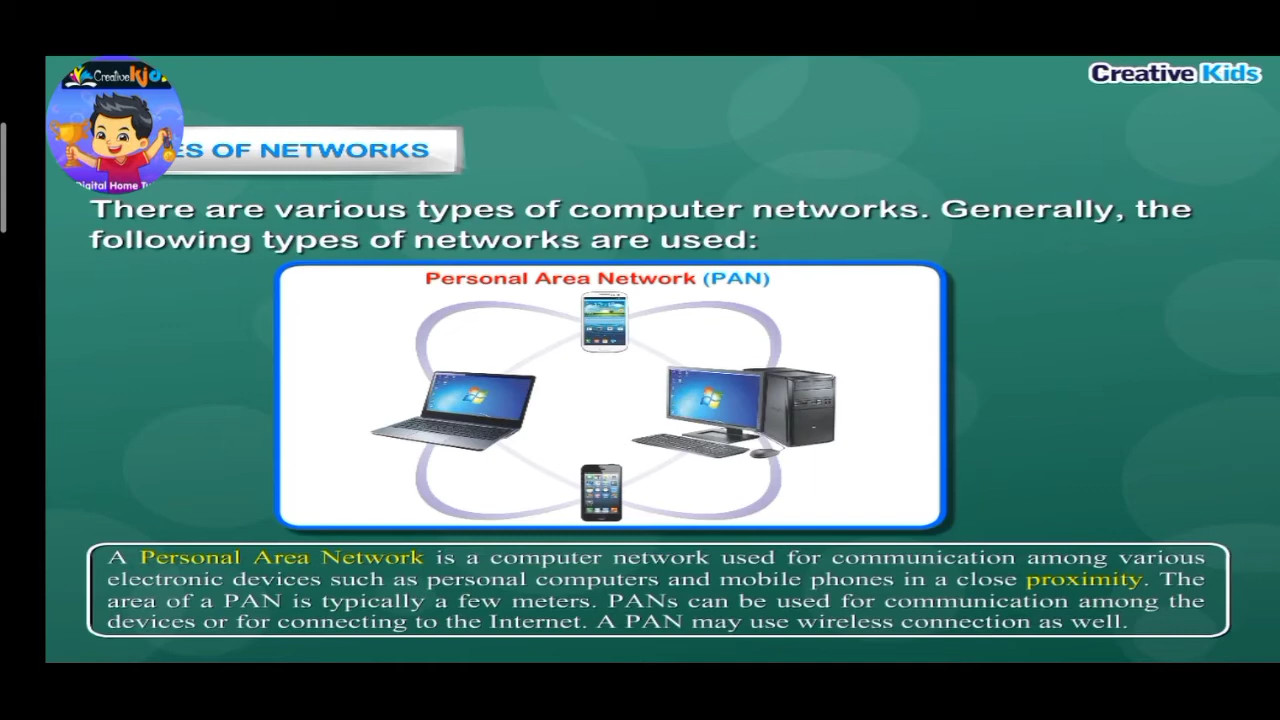 Creative Kid
Creative Kids
ES OF NETWORKS
Digital Home
There are various types of computer networks. Generally, the
following types of networks are used:
Personal Area Network (PAN)
A Personal Area Network is a computer network used for communication among various
electronic devices such as personal computers and mobile phones in a close proximity. The
area of a PAN is typically a few meters. PANs can be used for communication among the
devices or for connecting to the Internet. A PAN may use wireless connection as well.